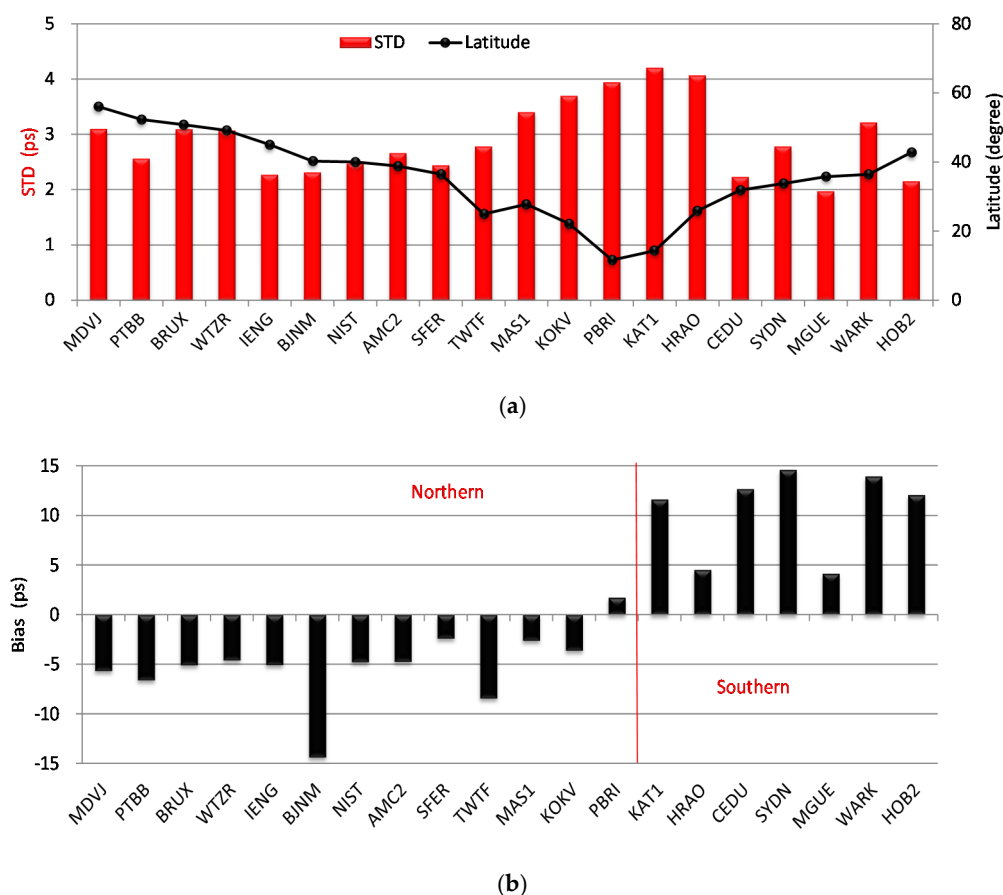 5
80
STD
Latitude
4
60
3
40
2
20
1
0
0
STD (ps)
Latitude (degree)
MDVJ
PTBB
BRUX
WTZR
IENG
BJNM
NIST
AMC2
SFER
TWTF
MAS1
KOKV
PBRI
KAT1
HRAO
CEDU
SYDN
MGUE
WARK
HOB2
(a)
15
Northern
10
5
0
-5
Southern
-10
-15
Bias (ps)
MDVJ
PTBB
BRUX
WTZR
IENG
BJNM
NIST
AMC2
SFER
TWTF
MAS1
KOKV
PBRI
KAT1
HRAO
CEDU
SYDN
MGUE
WARK
HOB2
(b)